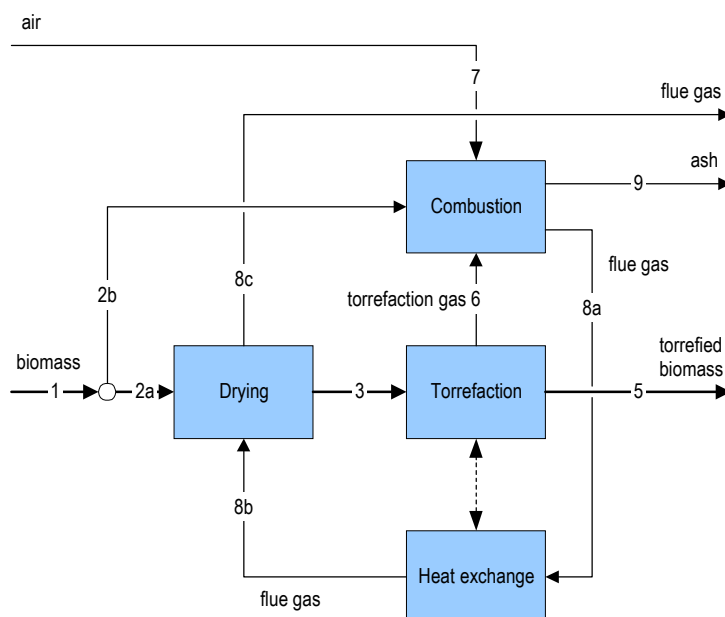 air
7
flue gas
ash
9
Combustion
flue gas
2b
8c
torrefaction gas 6
8a
biomass
torrefied
biomass
1
2a
Drying
3
Torrefaction
5
8b
Heat exchange
flue gas